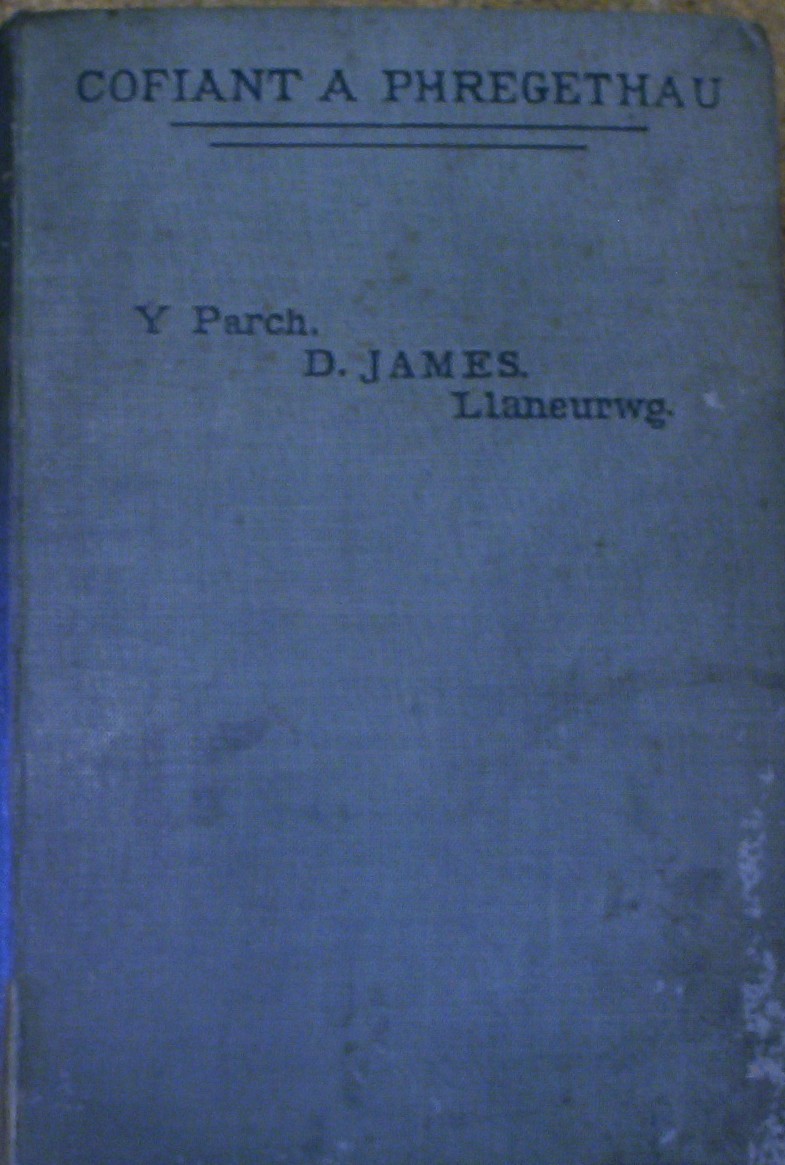 COFIANT A PHREGETHAU
Y Parch.
D. JAMES.
Llaneurwg.